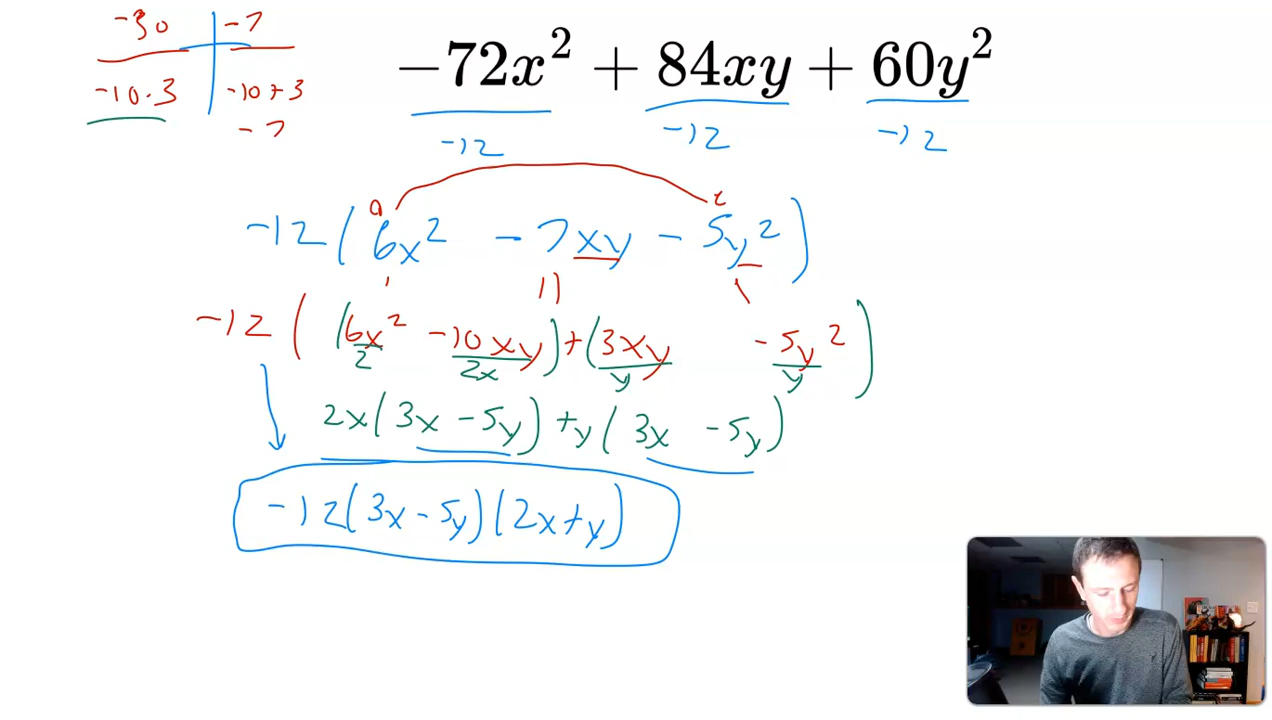 -30 | -7
-10·3 | -10+3
-7
−72x² + 84xy + 60y²
-12 -12 -12
a c
-12(6x² - 7xy - 5y²)
-12((6x² -10xy)+(3xy -5y²)
2 2x y y
2x(3x -5y)+y(3x -5y)
-12(3x-5y)(2x+y)